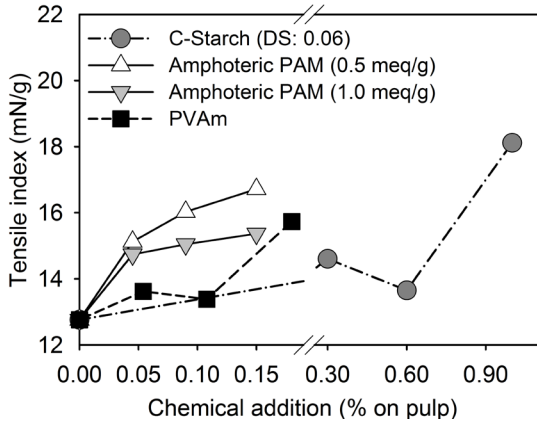 22
20
18
16
14
12
Tensile index (mN/g)
C-Starch (DS: 0.06)
Amphoteric PAM (0.5 meq/g)
Amphoteric PAM (1.0 meq/g)
PVAm
0.00 0.05 0.10 0.15 0.30 0.60 0.90
Chemical addition (% on pulp)